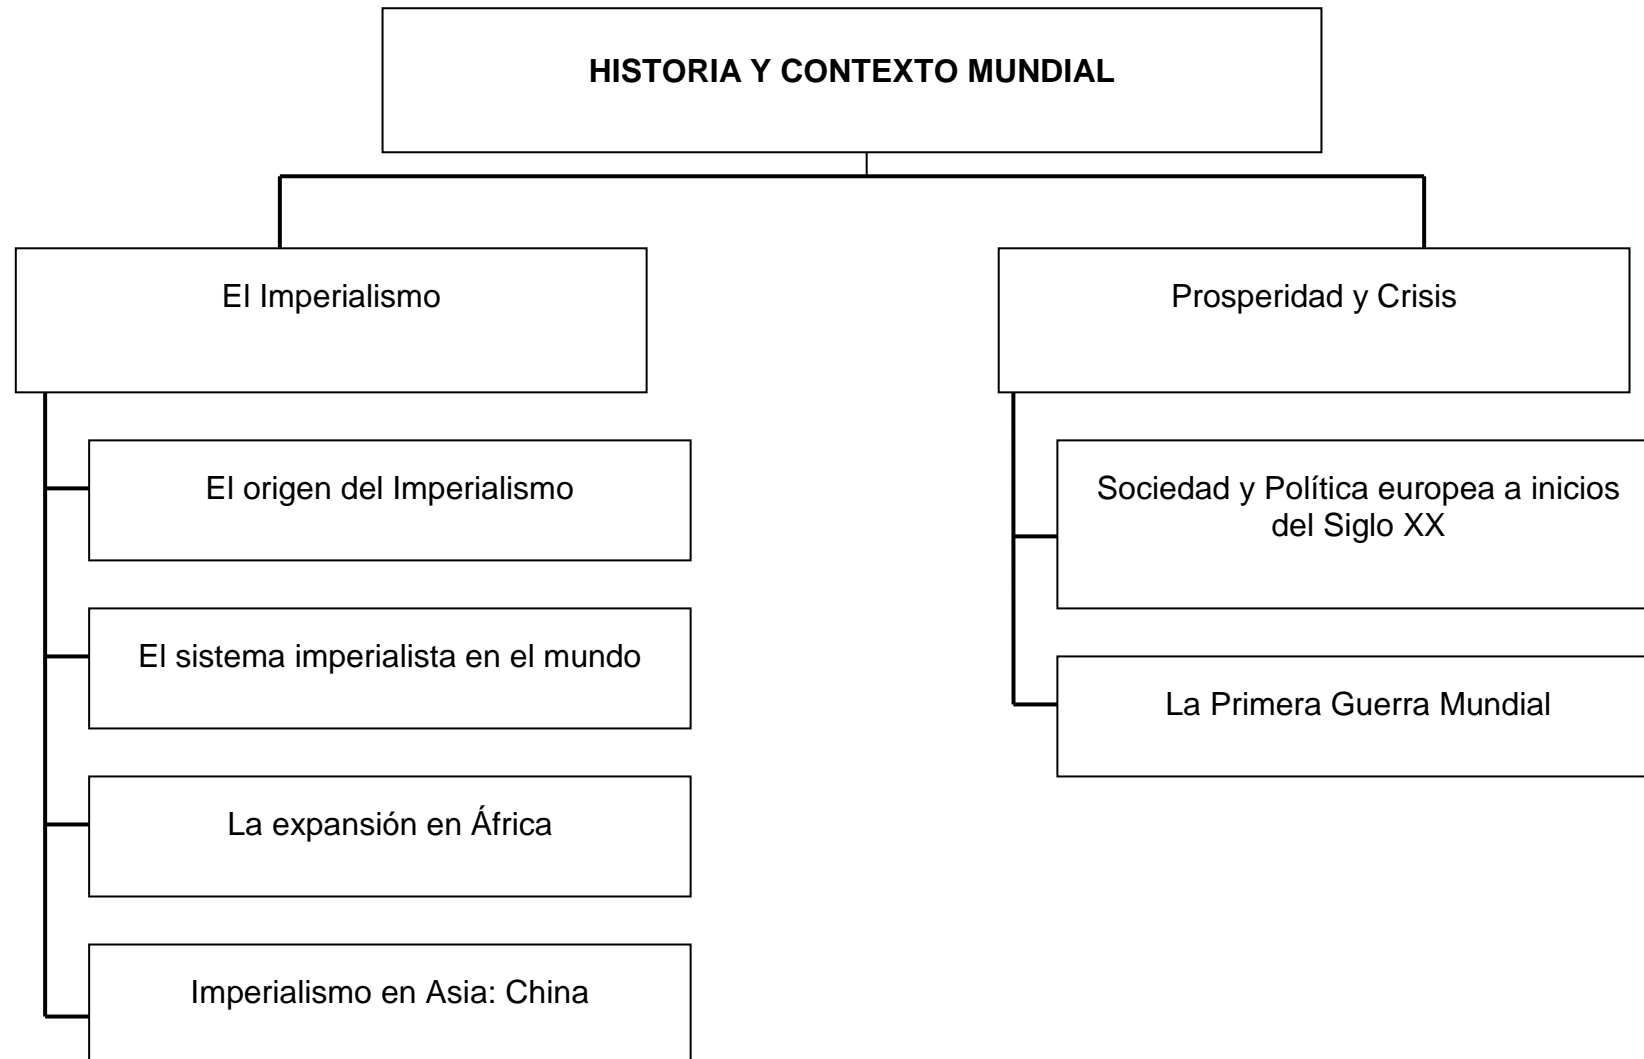 HISTORIA Y CONTEXTO MUNDIAL
El Imperialismo
El origen del Imperialismo
El sistema imperialista en el mundo
La expansión en África
Imperialismo en Asia: China
Prosperidad y Crisis
Sociedad y Política europea a inicios
del Siglo XX
La Primera Guerra Mundial